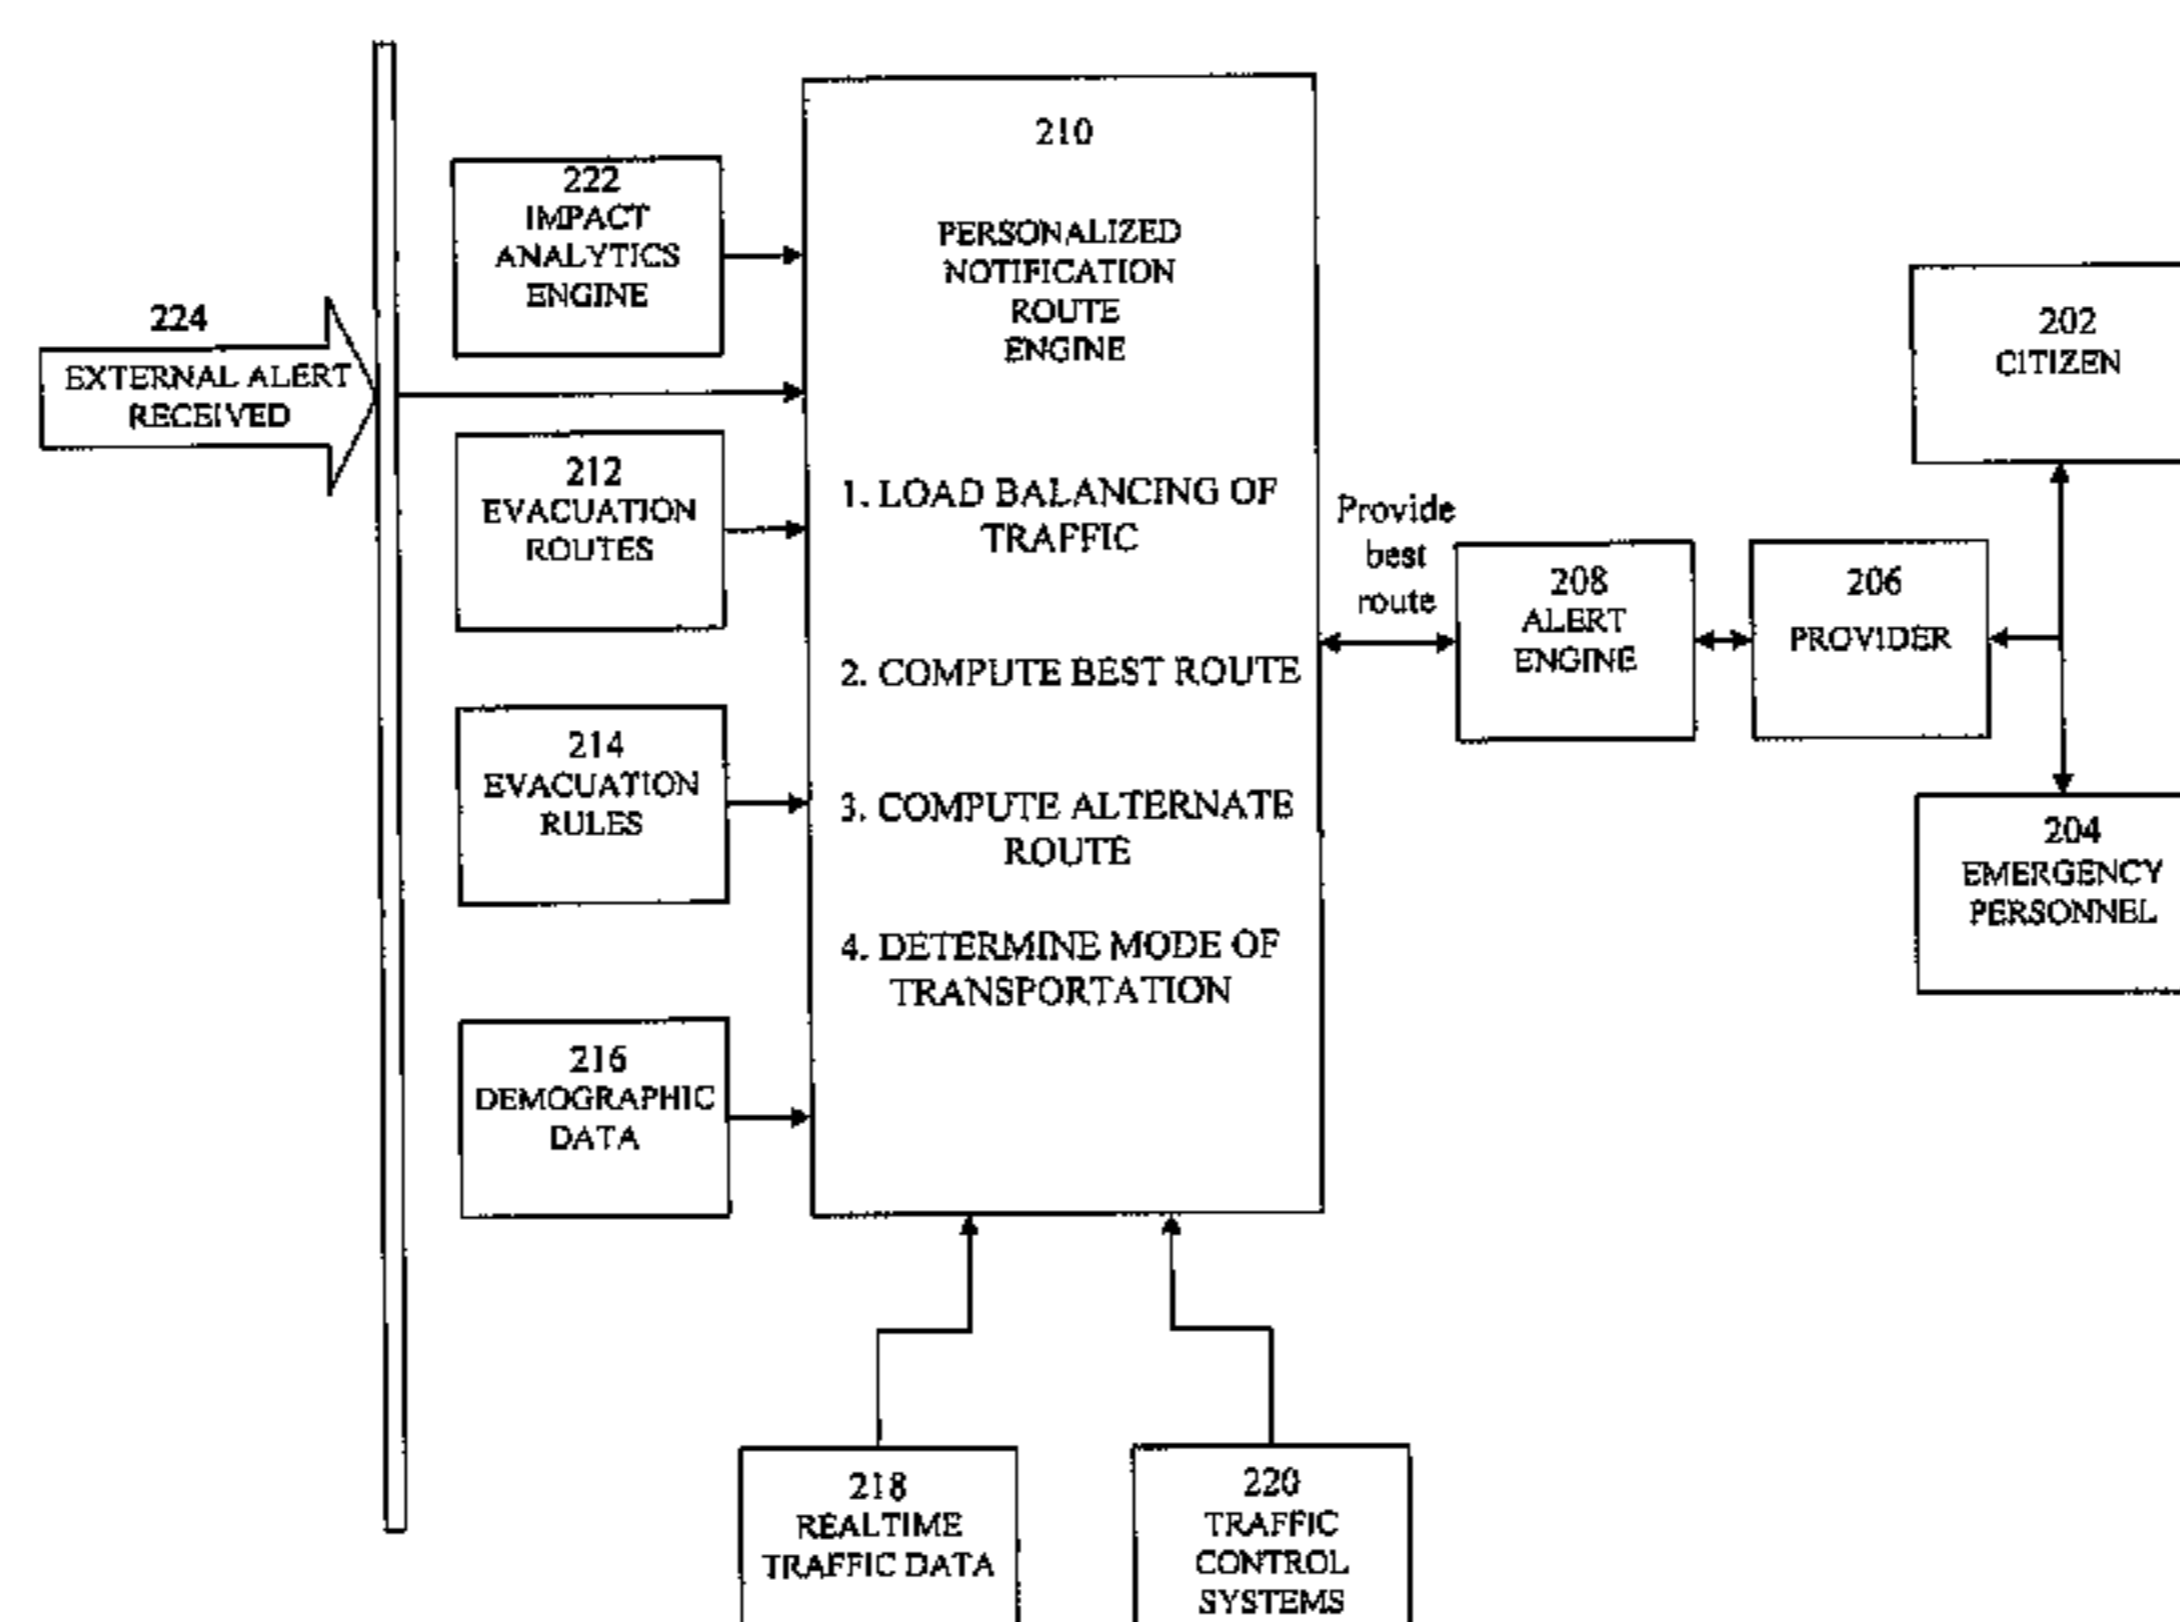 224
EXTERNAL ALERT
RECEIVED
222
IMPACT
ANALYTICS
ENGINE
212
EVACUATION
ROUTES
214
EVACUATION
RULES
216
DEMOGRAPHIC
DATA
210
PERSONALIZED
NOTIFICATION
ROUTE
ENGINE
1. LOAD BALANCING OF
TRAFFIC
2. COMPUTE BEST ROUTE
3. COMPUTE ALTERNATE
ROUTE
4. DETERMINE MODE OF
TRANSPORTATION
Provide
best
route
208
ALERT
ENGINE
206
PROVIDER
202
CITIZEN
204
EMERGENCY
PERSONNEL
218
REALTIME
TRAFFIC DATA
220
TRAFFIC
CONTROL
SYSTEMS